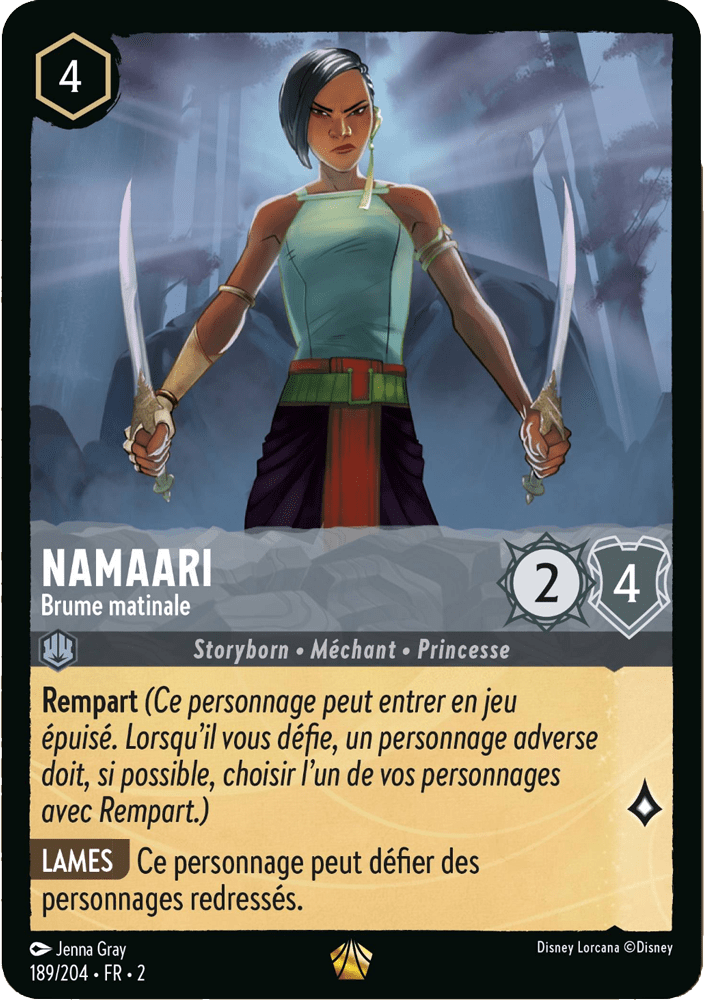 4
NAMAARI
Brume matinale
2
4
Storyborn • Méchant • Princesse
Rempart (Ce personnage peut entrer en jeu
épuisé. Lorsqu'il vous défie, un personnage adverse
doit, si possible, choisir l'un de vos personnages
avec Rempart.)
LAMES Ce personnage peut défier des
personnages redressés.
Jenna Gray
189/204 • FR • 2
Disney Lorcana ©Disney